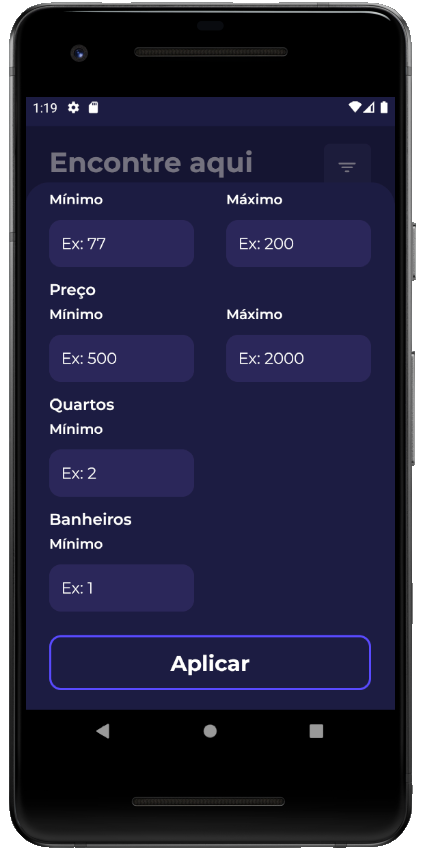 1:19
Encontre aqui
Mínimo Máximo
Ex: 77 Ex: 200
Preço
Mínimo Máximo
Ex: 500 Ex: 2000
Quartos
Mínimo
Ex: 2
Banheiros
Mínimo
Ex: 1
Aplicar